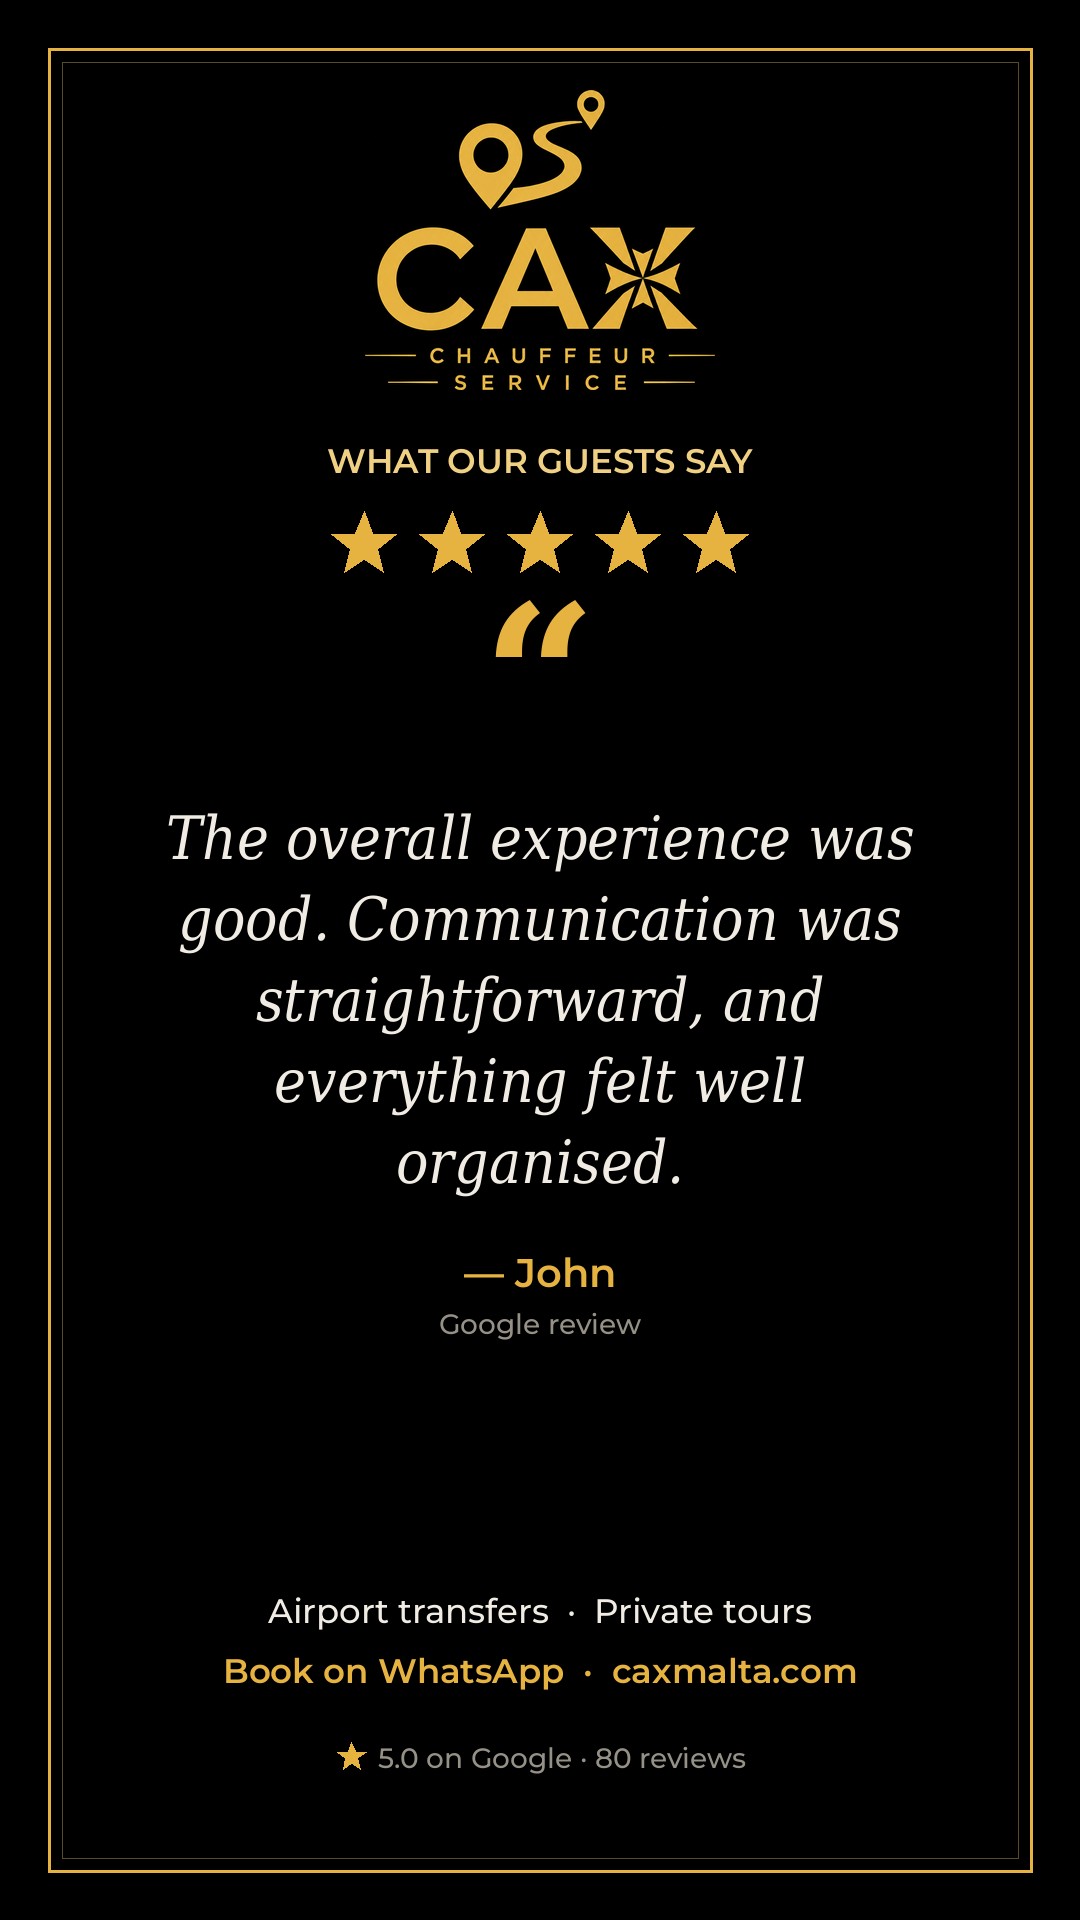 CAX
CHAUFFEUR
SERVICE
WHAT OUR GUESTS SAY
“
The overall experience was
good. Communication was
straightforward, and
everything felt well
organised.
— John
Google review
Airport transfers · Private tours
Book on WhatsApp · caxmalta.com
5.0 on Google · 80 reviews